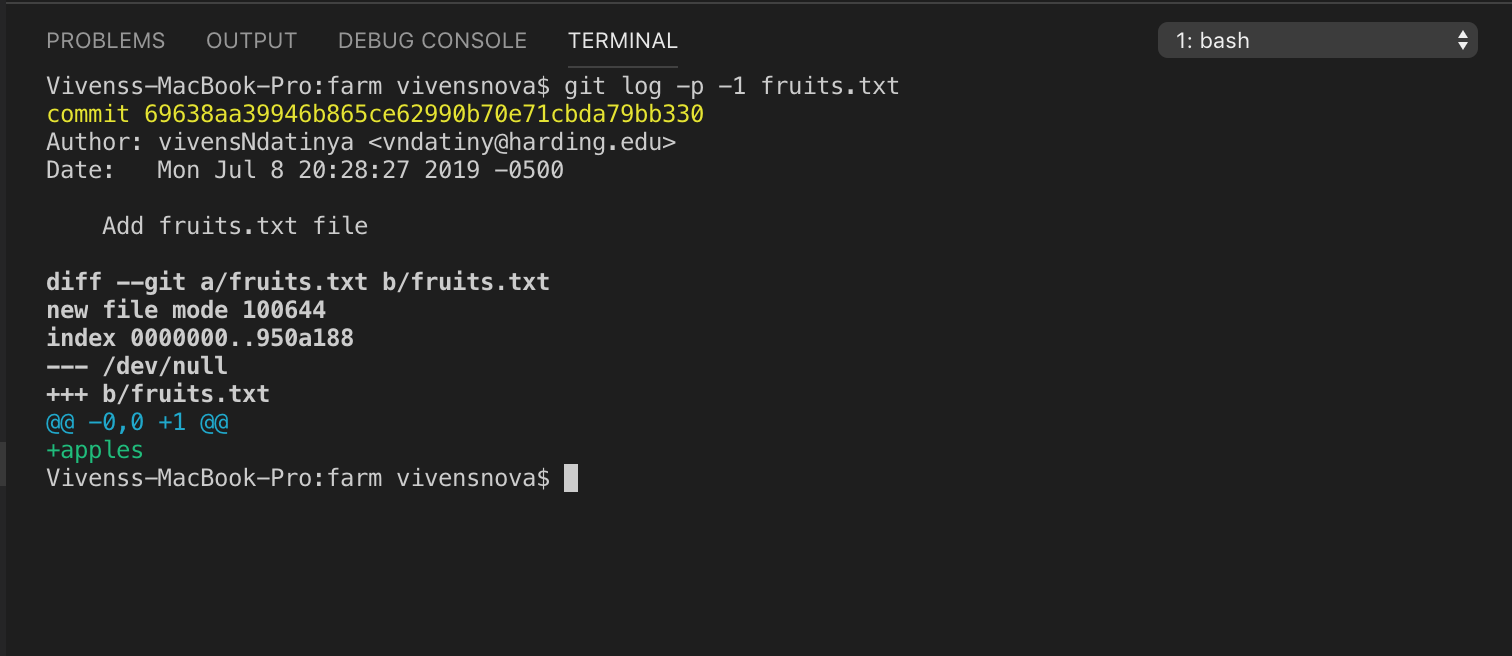 PROBLEMS OUTPUT DEBUG CONSOLE TERMINAL 1: bash
Vivenss-MacBook-Pro:farm vivensnova$ git log -p -1 fruits.txt
commit 69638aa39946b865ce62990b70e71cbda79bb330
Author: vivensNdatinya <vndatiny@harding.edu>
Date:   Mon Jul 8 20:28:27 2019 -0500
    Add fruits.txt file
diff --git a/fruits.txt b/fruits.txt
new file mode 100644
index 0000000..950a188
--- /dev/null
+++ b/fruits.txt
@@ -0,0 +1 @@
+apples
Vivenss-MacBook-Pro:farm vivensnova$